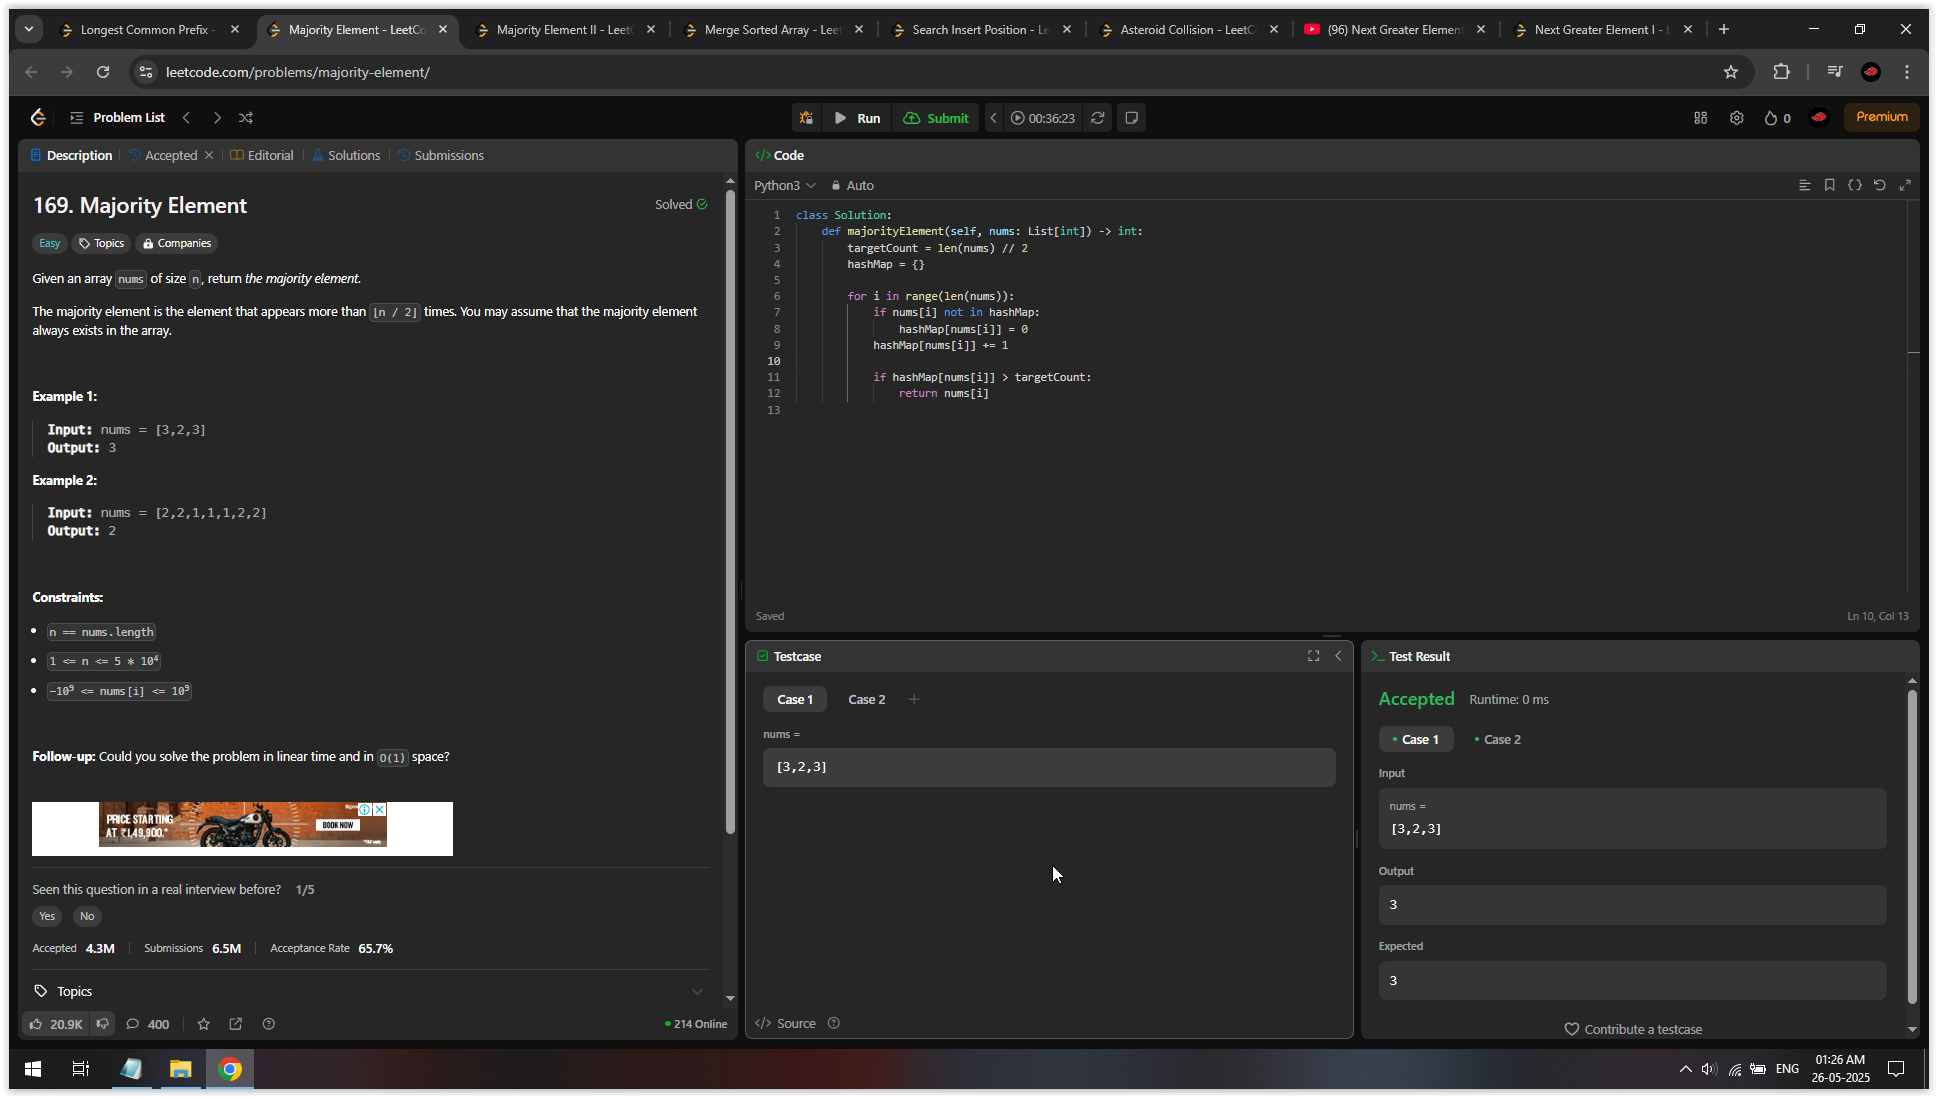 Longest Common Prefix -
Majority Element - LeetCo
Majority Element II - LeetC
Merge Sorted Array - Leet
Search Insert Position - Le
Asteroid Collision - LeetC
(96) Next Greater Element
Next Greater Element I - L
leetcode.com/problems/majority-element/
Problem List
Run
Submit
00:36:23
0
Premium
Description
Accepted
Editorial
Solutions
Submissions
169. Majority Element
Solved
Easy
Topics
Companies
Given an array nums of size n, return the majority element.
The majority element is the element that appears more than ⌊n / 2⌋ times. You may assume that the majority element
always exists in the array.
Example 1:
Input: nums = [3,2,3]
Output: 3
Example 2:
Input: nums = [2,2,1,1,1,2,2]
Output: 2
Constraints:
n == nums.length
1 <= n <= 5 * 10⁴
-10⁹ <= nums[i] <= 10⁹
Follow-up: Could you solve the problem in linear time and in O(1) space?
PRICE STARTING
AT ₹1,49,900.*
BOOK NOW
Seen this question in a real interview before? 1/5
Yes
No
Accepted 4.3M
Submissions 6.5M
Acceptance Rate 65.7%
Topics
20.9K
400
214 Online
</> Code
Python3
Auto
1 class Solution:
2 def majorityElement(self, nums: List[int]) -> int:
3 targetCount = len(nums) // 2
4 hashMap = {}
5
6 for i in range(len(nums)):
7 if nums[i] not in hashMap:
8 hashMap[nums[i]] = 0
9 hashMap[nums[i]] += 1
10
11 if hashMap[nums[i]] > targetCount:
12 return nums[i]
13
Saved
Ln 10, Col 13
Testcase
Case 1
Case 2
+
nums =
[3,2,3]
</> Source
Test Result
Accepted
Runtime: 0 ms
Case 1
Case 2
Input
nums =
[3,2,3]
Output
3
Expected
3
Contribute a testcase
ENG
01:26 AM
26-05-2025